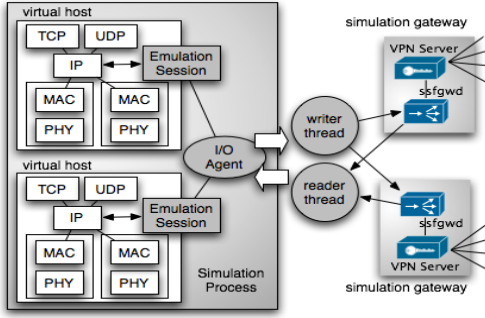 virtual host
TCP
UDP
IP
Emulation
Session
MAC
MAC
PHY
PHY
I/O
Agent
virtual host
TCP
UDP
IP
Emulation
Session
MAC
MAC
PHY
PHY
Simulation
Process
writer
thread
reader
thread
simulation gateway
VPN Server
ssfgwd
ssfgwd
VPN Server
simulation gateway